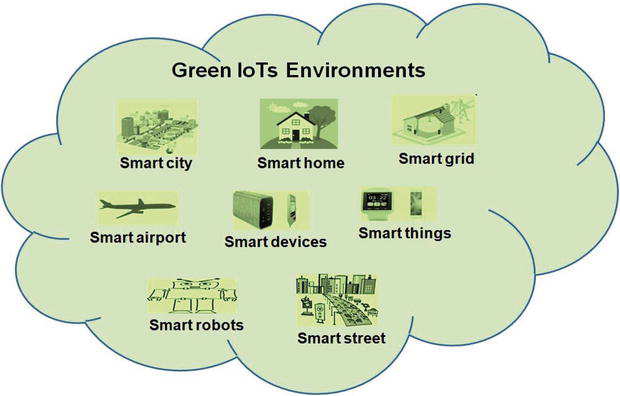 Green IoTs Environments
Smart city
Smart home
Smart grid
Smart airport
Smart devices
Smart things
Smart robots
Smart street